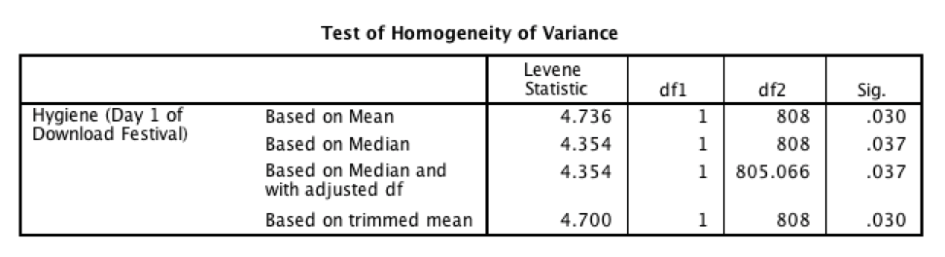 Test of Homogeneity of Variance
Levene Statistic df1 df2 Sig.
Hygiene (Day 1 of Download Festival) Based on Mean 4.736 1 808 .030
Based on Median 4.354 1 808 .037
Based on Median and with adjusted df 4.354 1 805.066 .037
Based on trimmed mean 4.700 1 808 .030